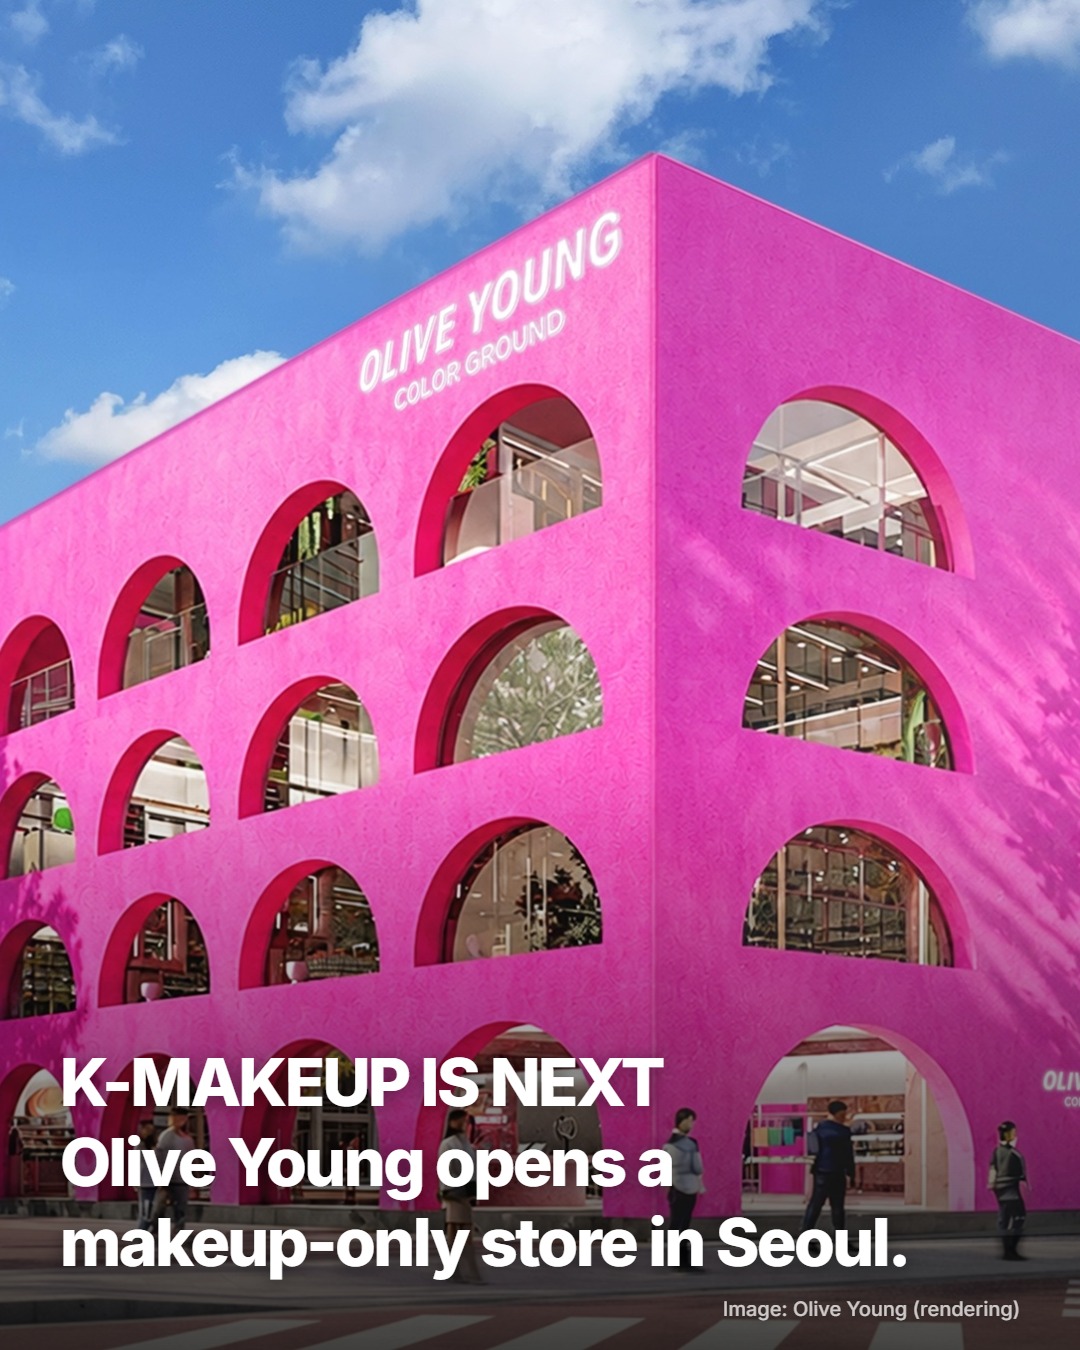 OLIVE YOUNG
COLOR GROUND
K-MAKEUP IS NEXT
Olive Young opens a
makeup-only store in Seoul.
Image: Olive Young (rendering)